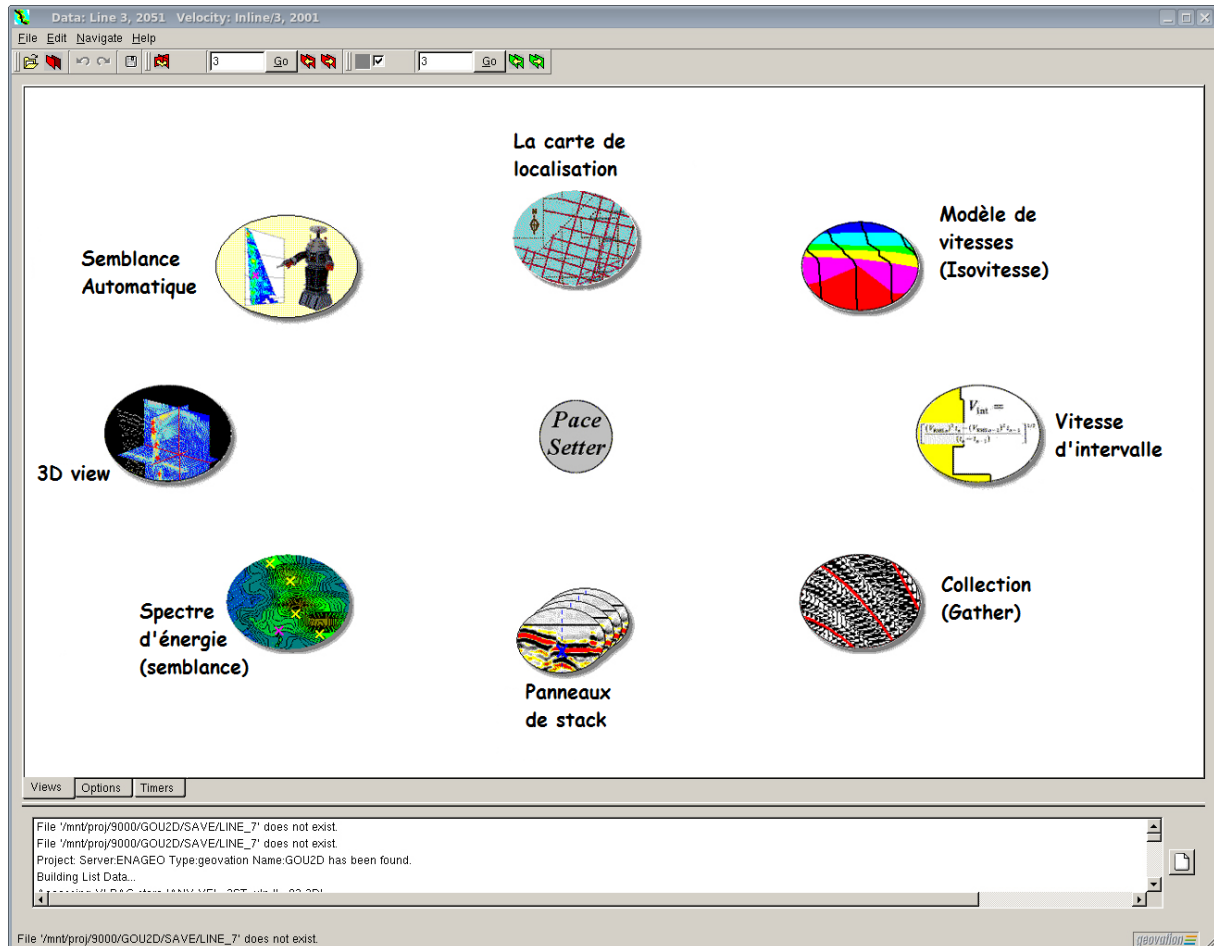 Data: Line 3, 2051 Velocity: Inline/3, 2001
File Edit Navigate Help
3 Go 3 Go
La carte de
localisation
Semblance
Automatique
Modèle de
vitesses
(Isovitesse)
3D view
Pace
Setter
V int =
Vitesse
d'intervalle
Spectre
d'énergie
(semblance)
Panneaux
de stack
Collection
(Gather)
Views Options Timers
File '/mnt/proj/9000/GOU2D/SAVE/LINE_7' does not exist.
File '/mnt/proj/9000/GOU2D/SAVE/LINE_7' does not exist.
Project: Server:ENAGEO Type:geovation Name:GOU2D has been found.
Building List Data...
File '/mnt/proj/9000/GOU2D/SAVE/LINE_7' does not exist.
geovation